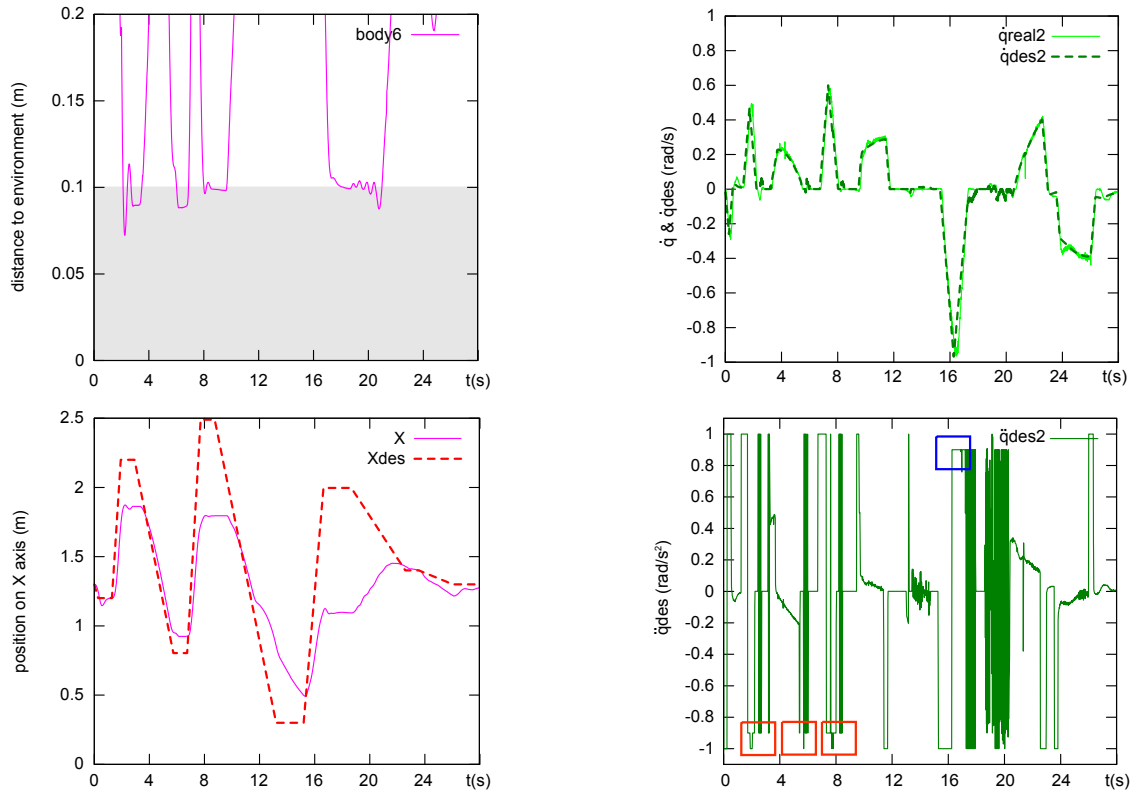 0.2
0.15
0.1
0.05
0
distance to environment (m)
body6
0 4 8 12 16 20 24 t(s)
1
0.8
0.6
0.4
0.2
0
-0.2
-0.4
-0.6
-0.8
-1
q̇ & q̇des (rad/s)
q̇real2
q̇des2
0 4 8 12 16 20 24 t(s)
2.5
2
1.5
1
0.5
0
position on X axis (m)
X
Xdes
0 4 8 12 16 20 24 t(s)
1
0.8
0.6
0.4
0.2
0
-0.2
-0.4
-0.6
-0.8
-1
q̈des (rad/s²)
q̈des2
0 4 8 12 16 20 24 t(s)